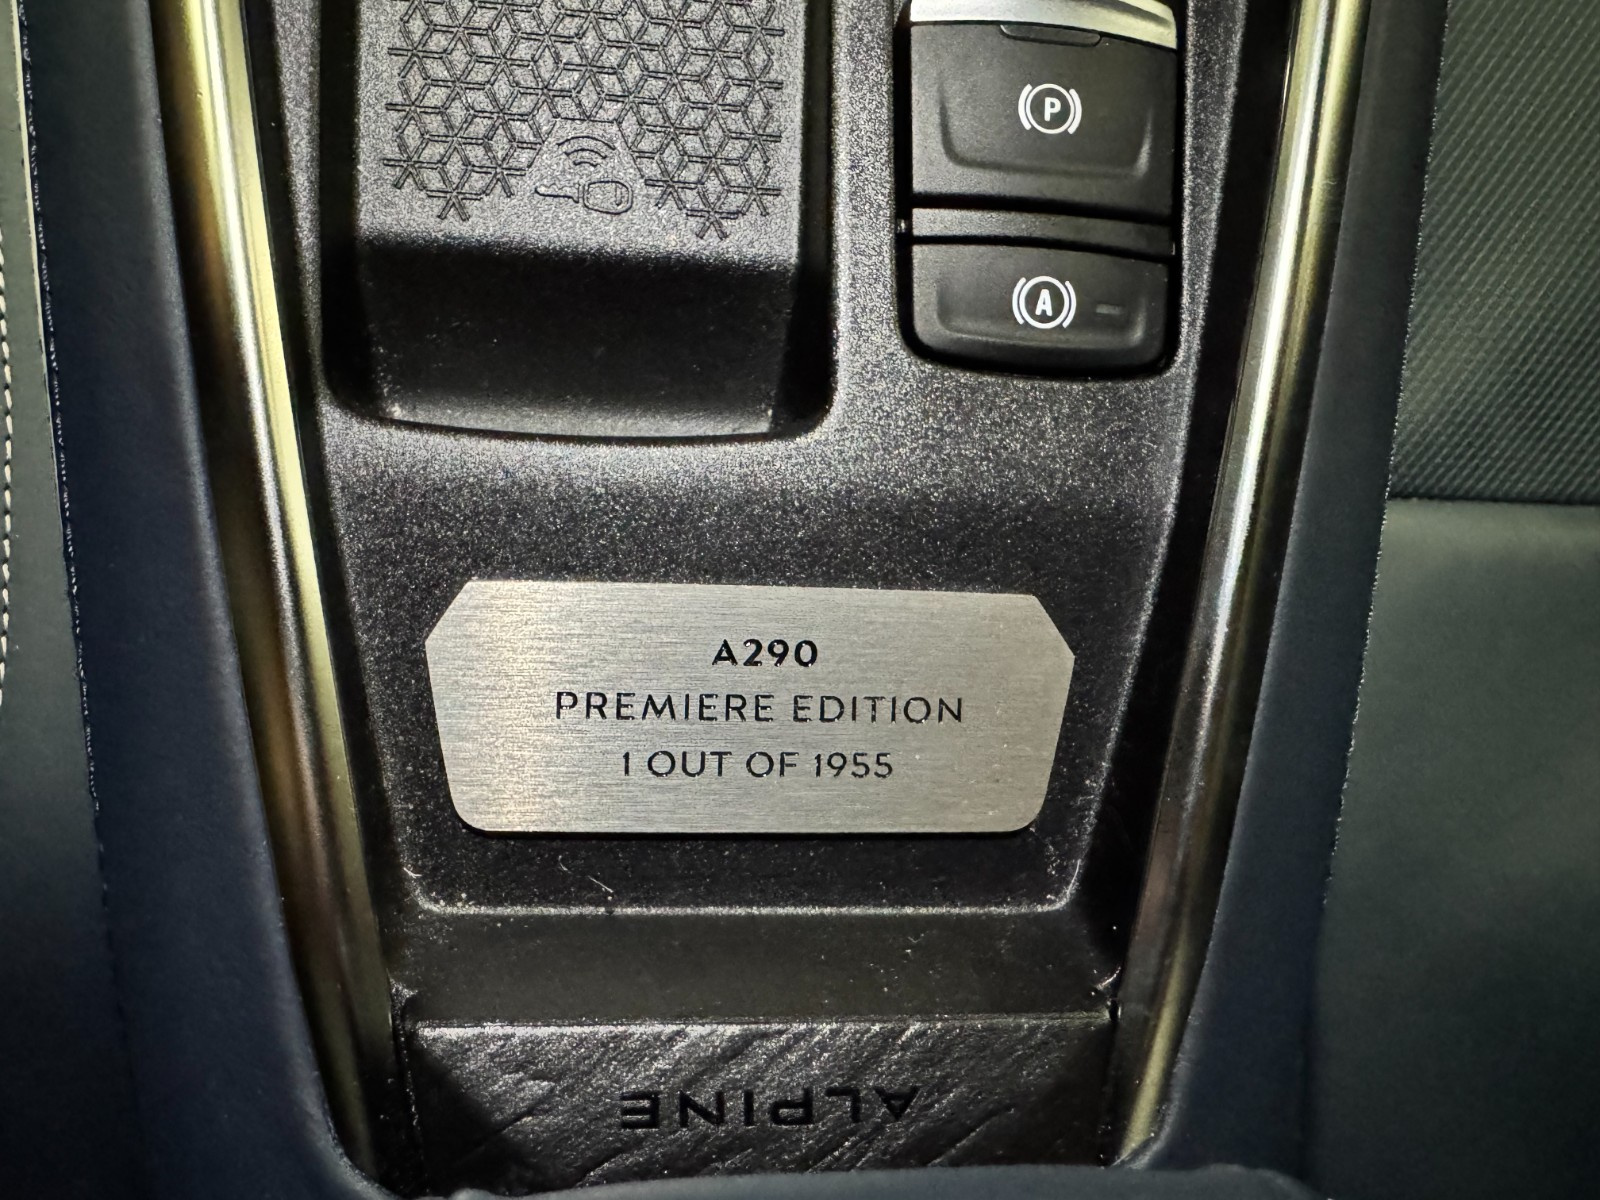 P
A
A290
PREMIERE EDITION
1 OUT OF 1955
ALPINE